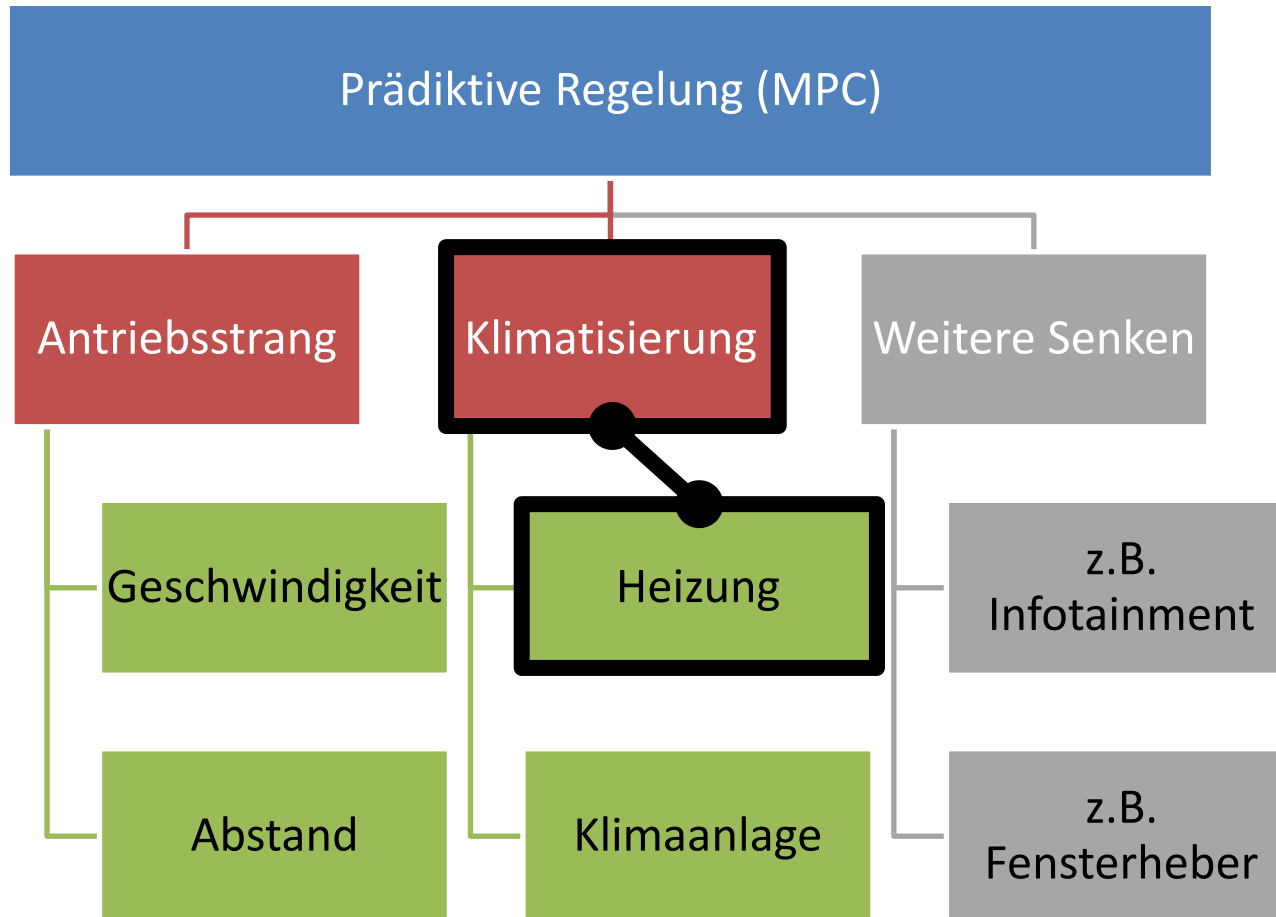 Prädiktive Regelung (MPC)
Antriebsstrang
Klimatisierung
Weitere Senken
Geschwindigkeit
Heizung
z.B.
Infotainment
Abstand
Klimaanlage
z.B.
Fensterheber